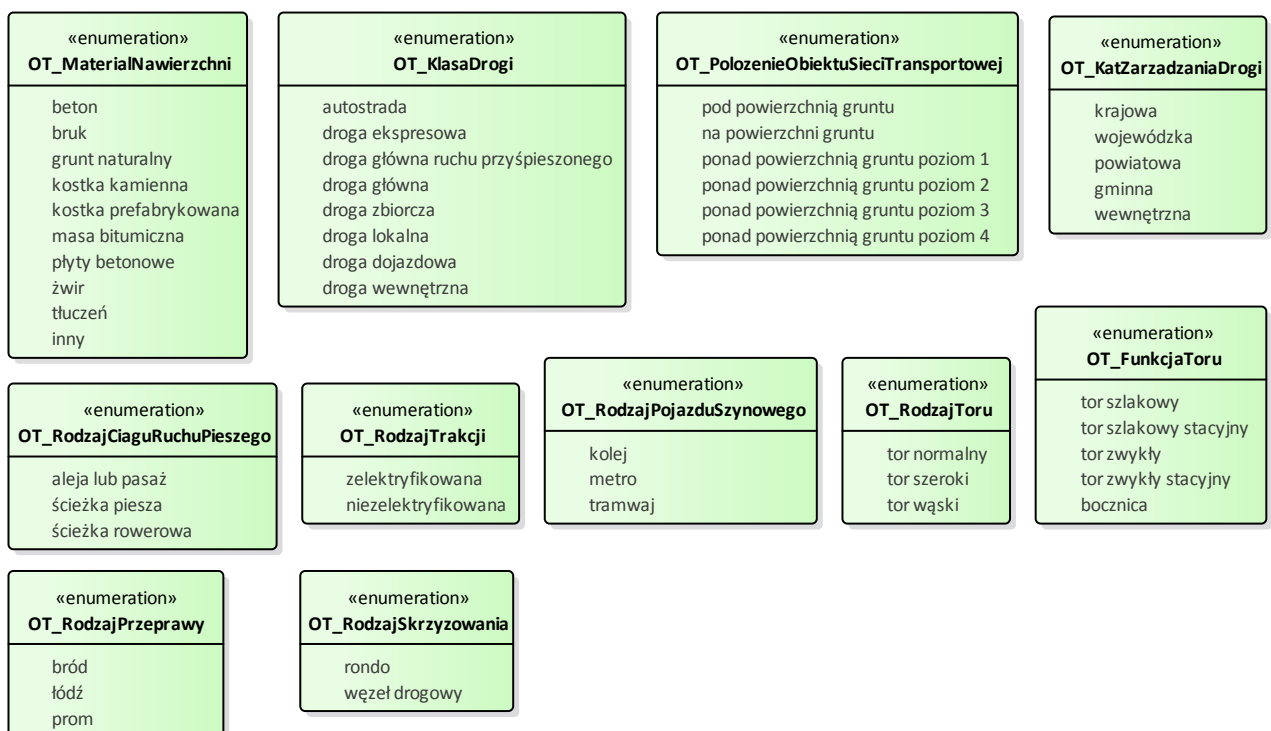 «enumeration»
OT_MaterialNawierzchni
beton
bruk
grunt naturalny
kostka kamienna
kostka prefabrykowana
masa bitumiczna
płyty betonowe
żwir
tłuczeń
inny
«enumeration»
OT_KlasaDrogi
autostrada
droga ekspresowa
droga główna ruchu przyśpieszonego
droga główna
droga zbiorcza
droga lokalna
droga dojazdowa
droga wewnętrzna
«enumeration»
OT_PolozenieObiektuSieciTransportowej
pod powierzchnią gruntu
na powierzchni gruntu
ponad powierzchnią gruntu poziom 1
ponad powierzchnią gruntu poziom 2
ponad powierzchnią gruntu poziom 3
ponad powierzchnią gruntu poziom 4
«enumeration»
OT_KatZarzadzaniaDrogi
krajowa
wojewódzka
powiatowa
gminna
wewnętrzna
«enumeration»
OT_RodzajCiaguRuchuPieszego
aleja lub pasaż
ścieżka piesza
ścieżka rowerowa
«enumeration»
OT_RodzajTrakcji
zelektryfikowana
niezelektryfikowana
«enumeration»
OT_RodzajPojazduSzynowego
kolej
metro
tramwaj
«enumeration»
OT_RodzajToru
tor normalny
tor szeroki
tor wąski
«enumeration»
OT_FunkcjaToru
tor szlakowy
tor szlakowy stacyjny
tor zwykły
tor zwykły stacyjny
bocznica
«enumeration»
OT_RodzajPrzeprawy
bród
łódź
prom
«enumeration»
OT_RodzajSkrzyzowania
rondo
węzeł drogowy